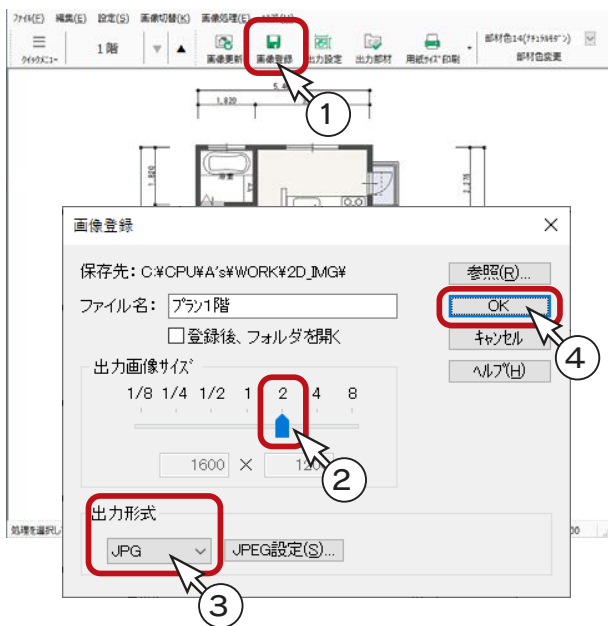 ファイル(F) 編集(E) 設定(S) 画像切替(K) 画像処理(E)
クイックメニュー 1階 ▼ ▲ 画像更新 画像登録 出力設定 出力部材 用紙サイズ印刷 部材色14(ナチュラルモダン) 部材色変更
1
1,820
浴室
1,820
2,275
画像登録 ×
保存先: C:¥CPU¥A's¥WORK¥2D_IMG¥ 参照(R)...
ファイル名: プラン1階 OK
登録後、フォルダを開く キャンセル
4
出力画像サイズ ヘルプ(H)
1/8 1/4 1/2 1 2 4 8
1600 ×
2
出力形式
JPG JPEG設定(S)...
3